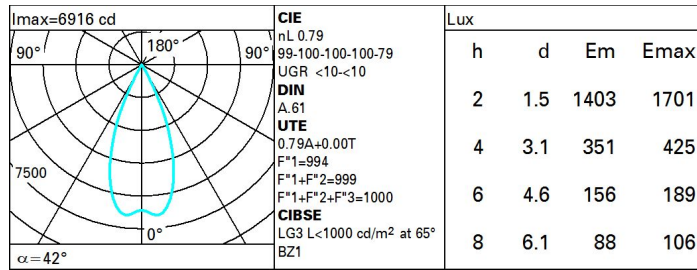 Imax=6916 cd
90° 180° 90°
7500
0°
α=42°
CIE
nL 0.79
99-100-100-100-79
UGR <10-<10
DIN
A.61
UTE
0.79A+0.00T
F"1=994
F"1+F"2=999
F"1+F"2+F"3=1000
CIBSE
LG3 L<1000 cd/m² at 65°
BZ1
Lux
h d Em Emax
2 1.5 1403 1701
4 3.1 351 425
6 4.6 156 189
8 6.1 88 106